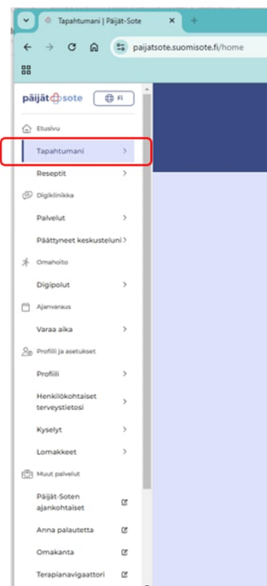 Tapahtumani | Päijät-Sote
paijatsote.suomisote.fi/home
päijät sote FI
Etusivu
Tapahtumani
Reseptit
Digiklinikka
Palvelut
Päättyneet keskusteluni
Omahoito
Digipolut
Ajanvaraus
Varaa aika
Profiili ja asetukset
Profiili
Henkilökohtaiset
terveystietosi
Kyselyt
Lomakkeet
Muut palvelut
Päijät-Soten
ajankohtaiset
Anna palautetta
Omakanta
Terapianavigaattori